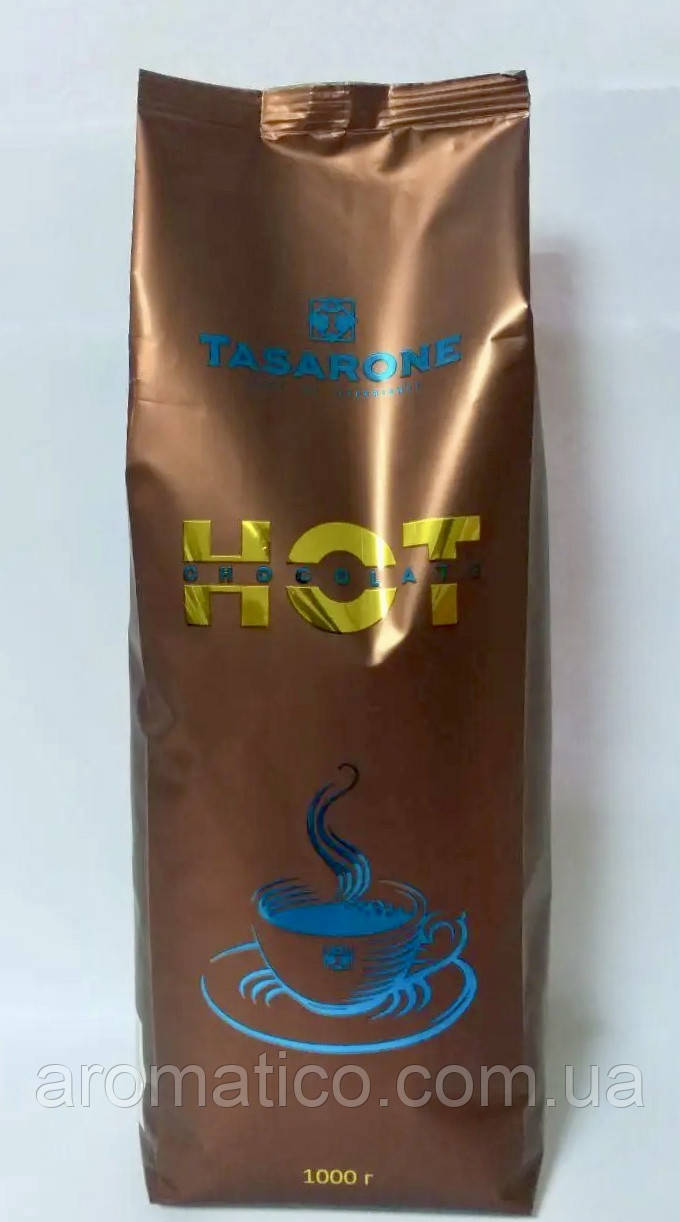 TASARONE
HOT
CHOCOLATE
aromatico.com.ua
1000 г